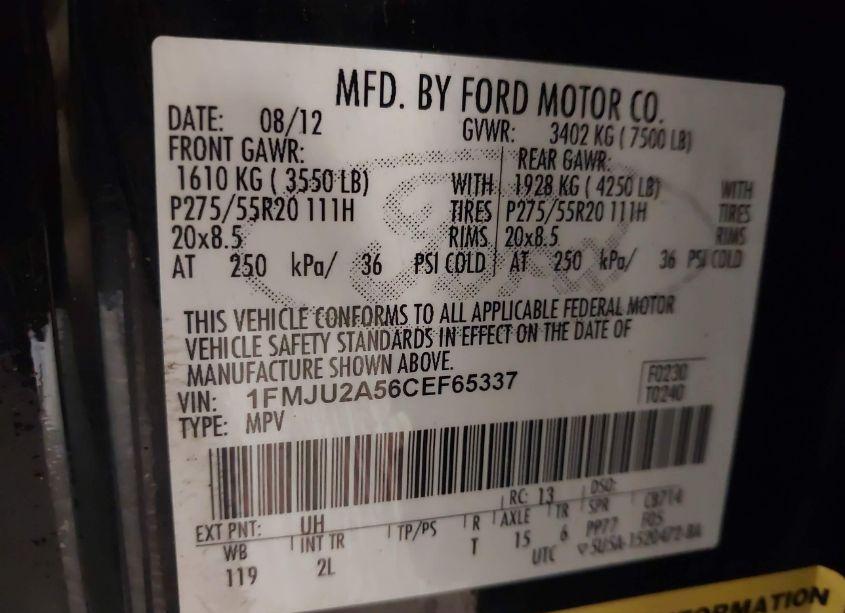 MFD. BY FORD MOTOR CO.
DATE: 08/12 GVWR: 3402 KG ( 7500 LB)
FRONT GAWR: REAR GAWR:
1610 KG ( 3550 LB) WITH 1928 KG ( 4250 LB) WITH
P275/55R20 111H TIRES P275/55R20 111H TIRES
20x8.5 RIMS 20x8.5 RIMS
AT 250 kPa/ 36 PSI COLD AT 250 kPa/ 36 PSI COLD
THIS VEHICLE CONFORMS TO ALL APPLICABLE FEDERAL MOTOR
VEHICLE SAFETY STANDARDS IN EFFECT ON THE DATE OF
MANUFACTURE SHOWN ABOVE.
VIN: 1FMJU2A56CEF65337 F0230
TYPE: MPV T0240
RC: 13 DSO:
EXT PNT: UH
WB INT TR TP/PS R AXLE TR SPR CB714
119 2L T 15 6 PP77 F05
UTC 5U5A-1520472-BA